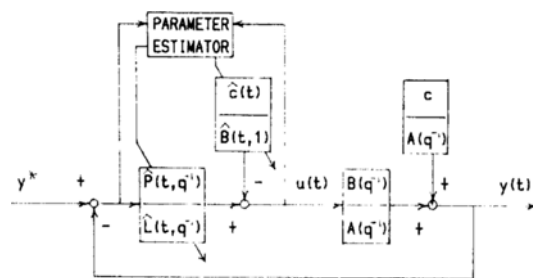 PARAMETER
ESTIMATOR
ĉ(t)
B̂(t,1)
c
A(q⁻¹)
y*
+
-
P̂(t,q⁻¹)
L̂(t,q⁻¹)
+
-
u(t)
B(q⁻¹)
A(q⁻¹)
+
+
y(t)